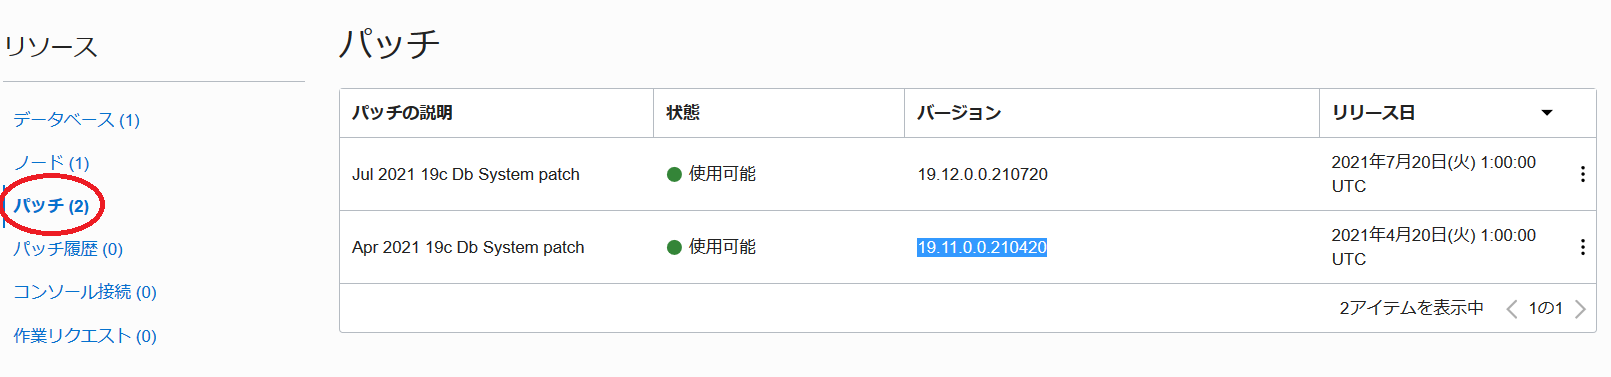 リソース
データベース (1)
ノード (1)
パッチ (2)
パッチ履歴 (0)
コンソール接続 (0)
作業リクエスト (0)
パッチ
パッチの説明 状態 バージョン リリース日
Jul 2021 19c Db System patch 使用可能 19.12.0.0.210720 2021年7月20日(火) 1:00:00
UTC
Apr 2021 19c Db System patch 使用可能 19.11.0.0.210420 2021年4月20日(火) 1:00:00
UTC
2アイテムを表示中 1の1